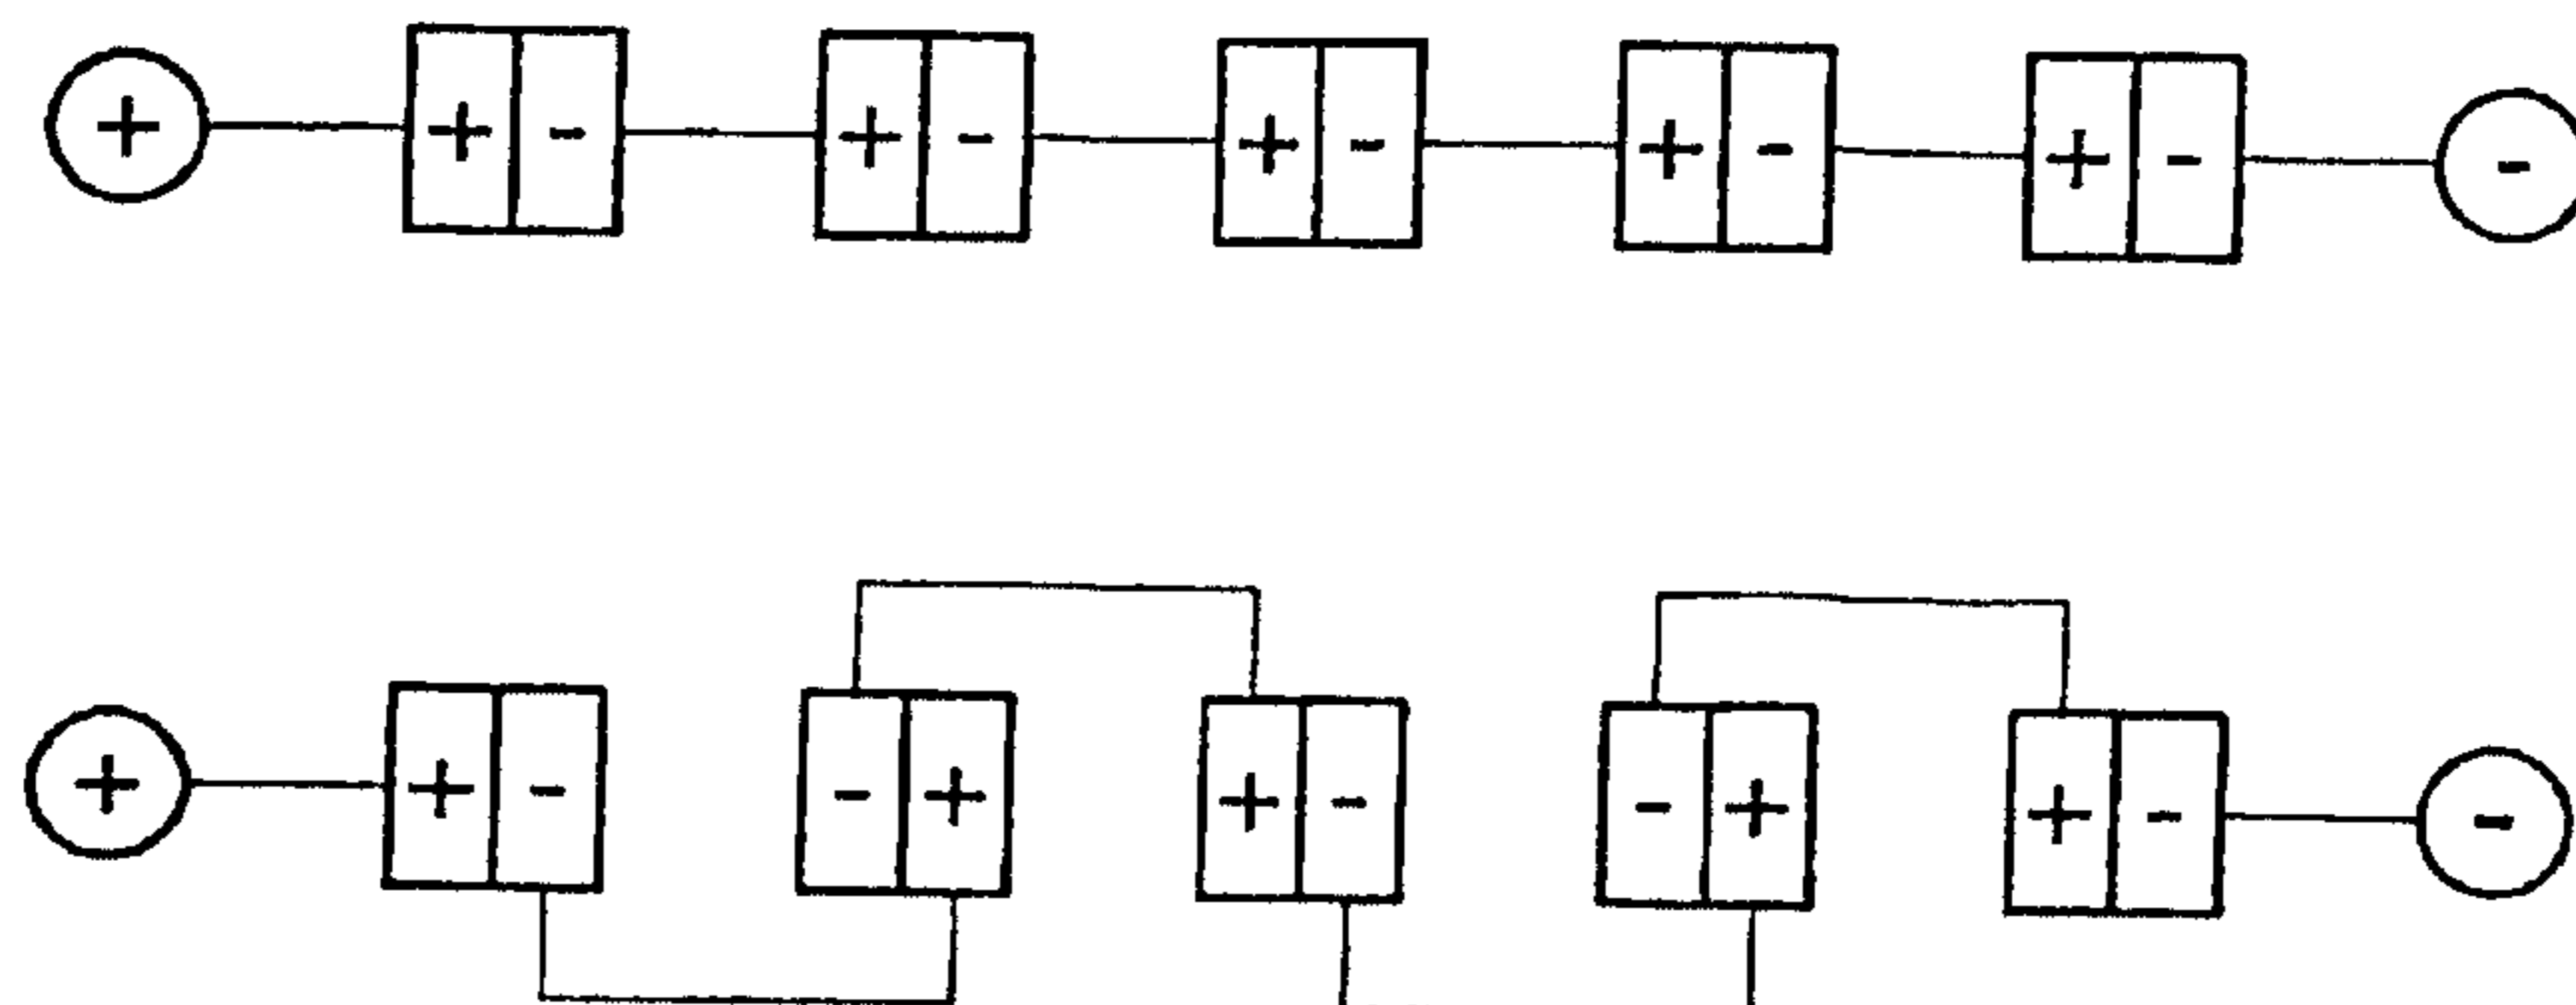 + + - + - + - + - + - -
+ + - - + + - - + + - -